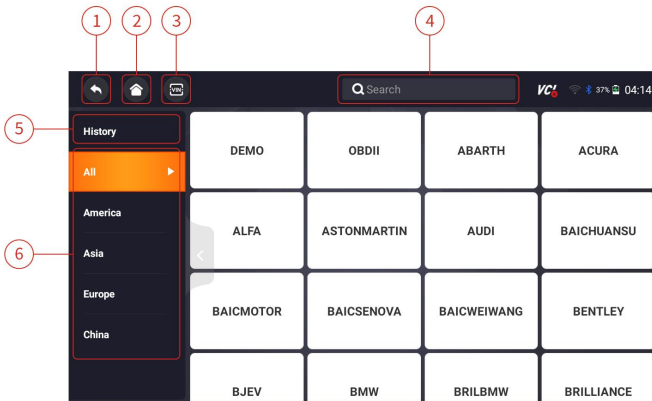 1 2 3 4
VIN Search VCI 37% 04:14
5 History
DEMO OBDII ABARTH ACURA
All
America
ALFA ASTONMARTIN AUDI BAICHUANSU
6 Asia
Europe
BAICMOTOR BAICSENOVA BAICWEIWANG BENTLEY
China
BJEV BMW BRILBMW BRILLIANCE